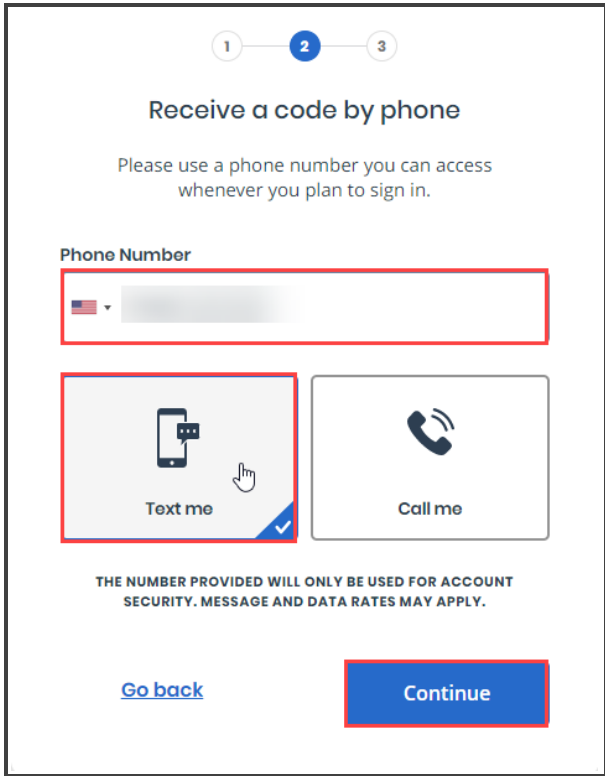 1
2
3
Receive a code by phone
Please use a phone number you can access
whenever you plan to sign in.
Phone Number
Text me
Call me
THE NUMBER PROVIDED WILL ONLY BE USED FOR ACCOUNT
SECURITY. MESSAGE AND DATA RATES MAY APPLY.
Go back
Continue